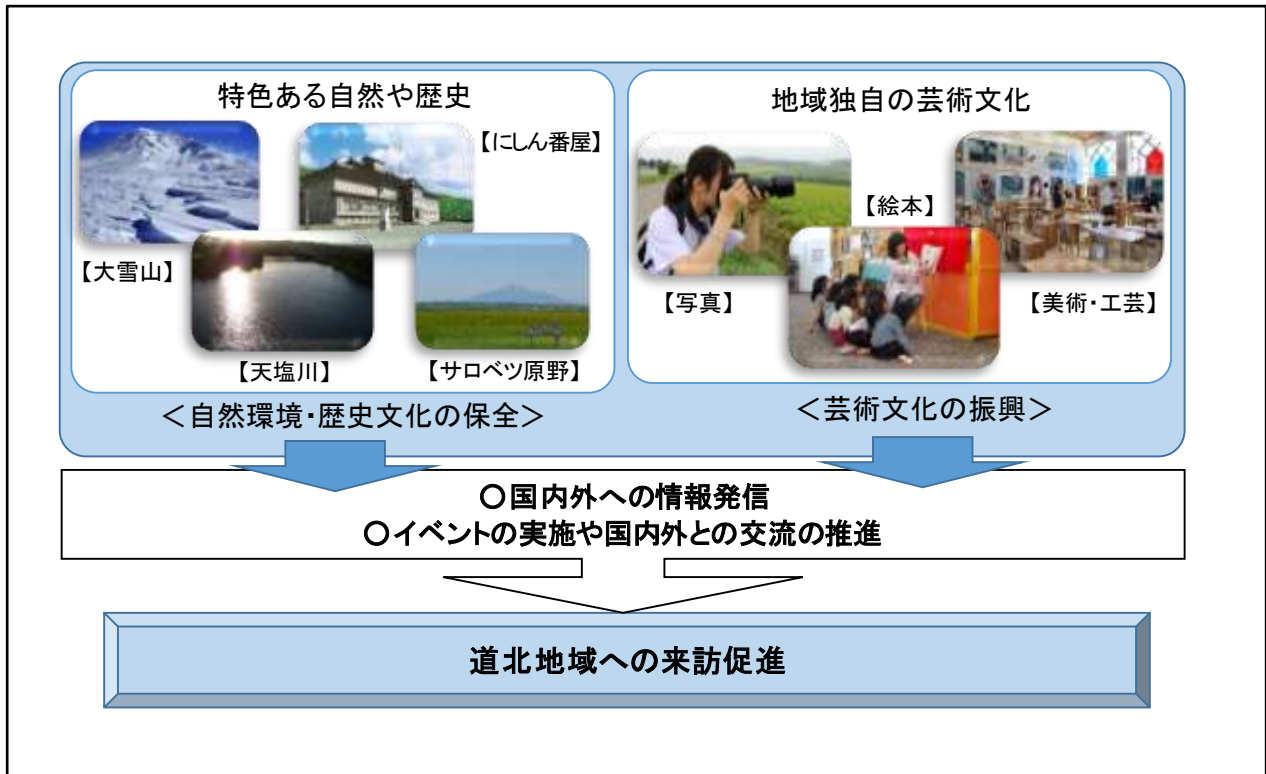 特色ある自然や歴史
【にしん番屋】
【大雪山】
【天塩川】
【サロベツ原野】
＜自然環境・歴史文化の保全＞
地域独自の芸術文化
【絵本】
【写真】
【美術・工芸】
＜芸術文化の振興＞
○国内外への情報発信
○イベントの実施や国内外との交流の推進
道北地域への来訪促進